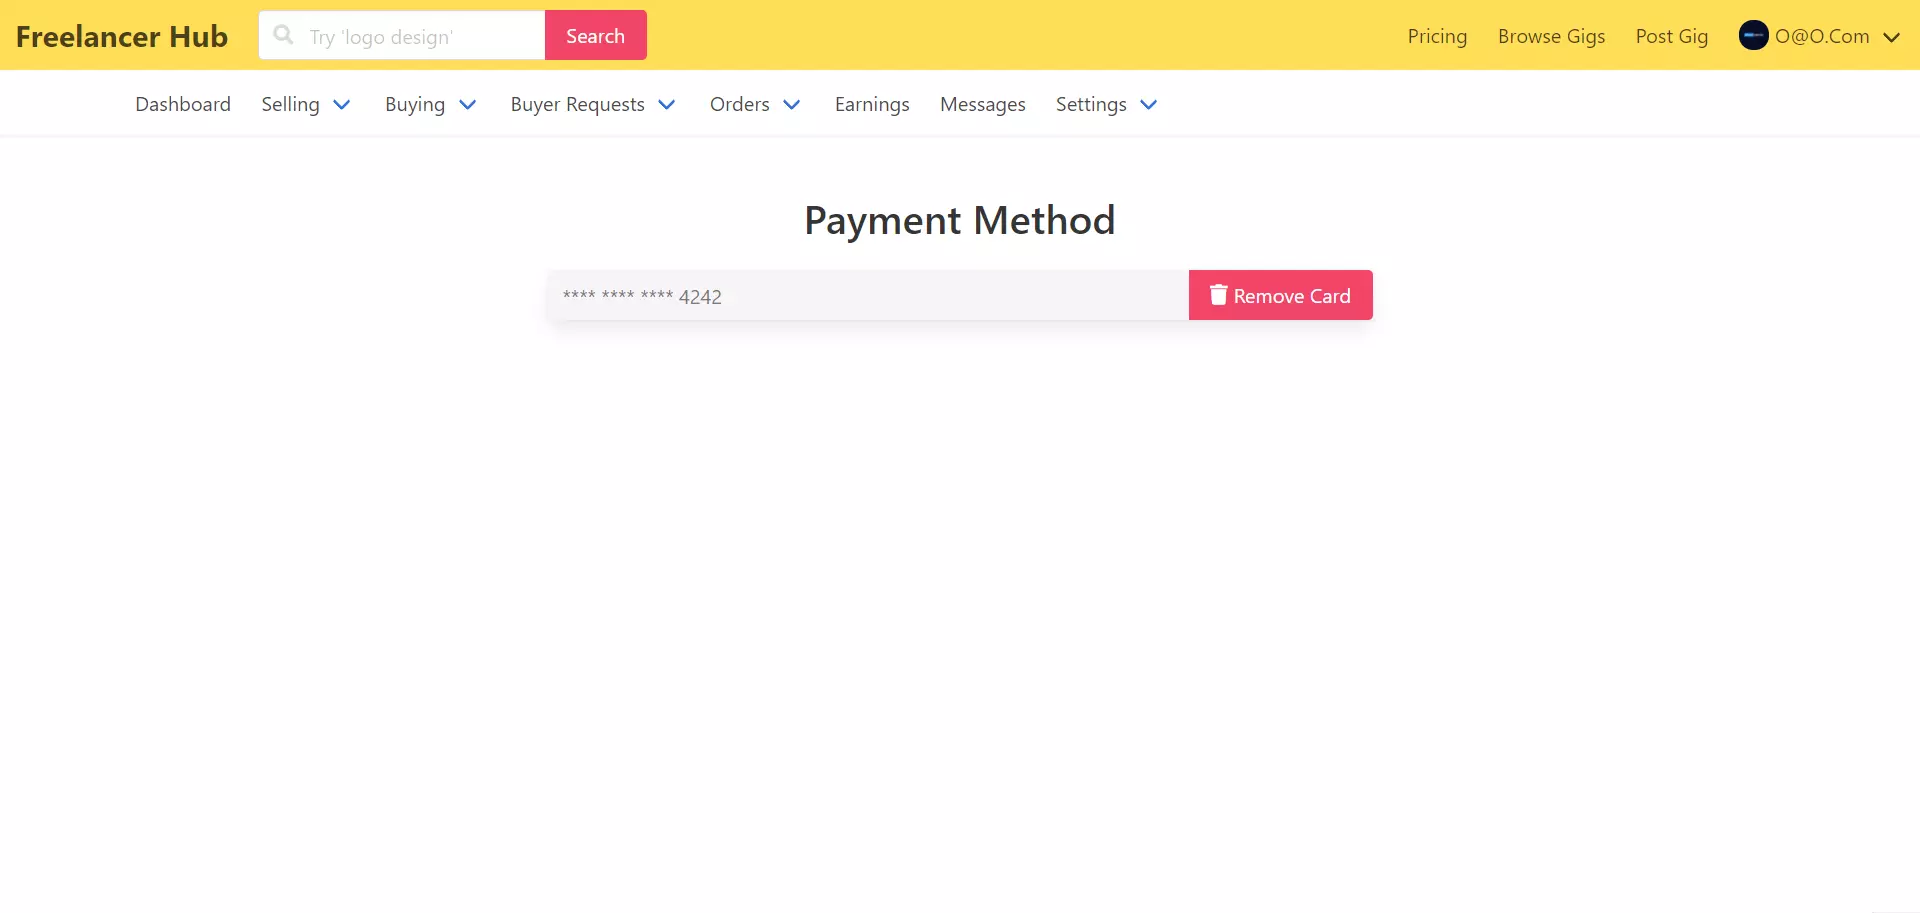 Freelancer Hub Try 'logo design' Search Pricing Browse Gigs Post Gig O@O.Com
Dashboard Selling Buying Buyer Requests Orders Earnings Messages Settings
Payment Method
**** **** **** 4242 Remove Card